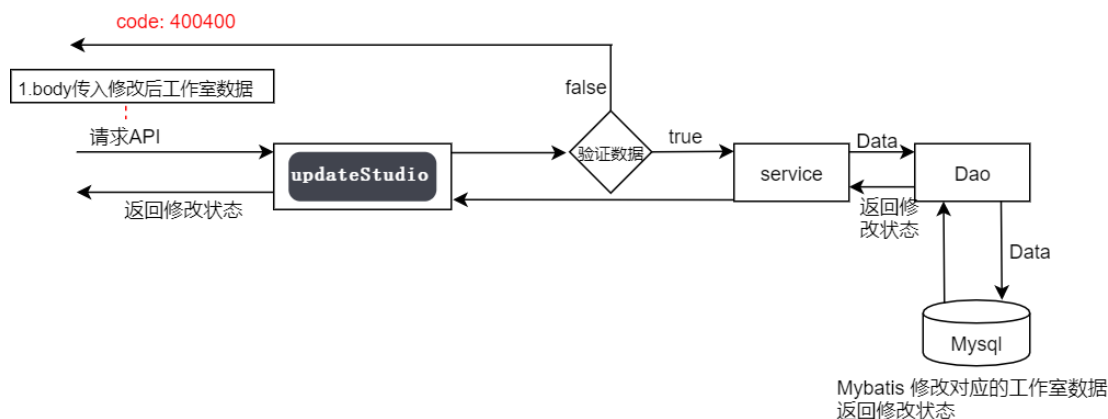 code: 400400
1.body传入修改后工作室数据
false
请求API
true
Data
验证数据
updateStudio
service
Dao
返回修改状态
返回修
改状态
Data
Mysql
Mybatis 修改对应的工作室数据
返回修改状态